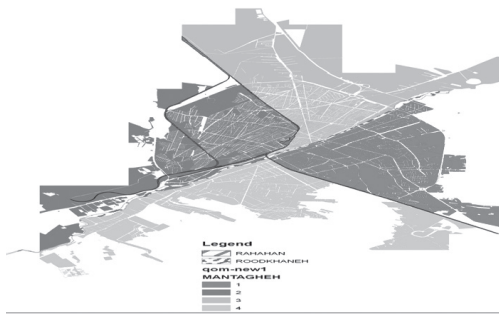 Legend
RAHAHAN
ROODKHANEH
qom-new1
MANTAGHEH
1
2
3
4